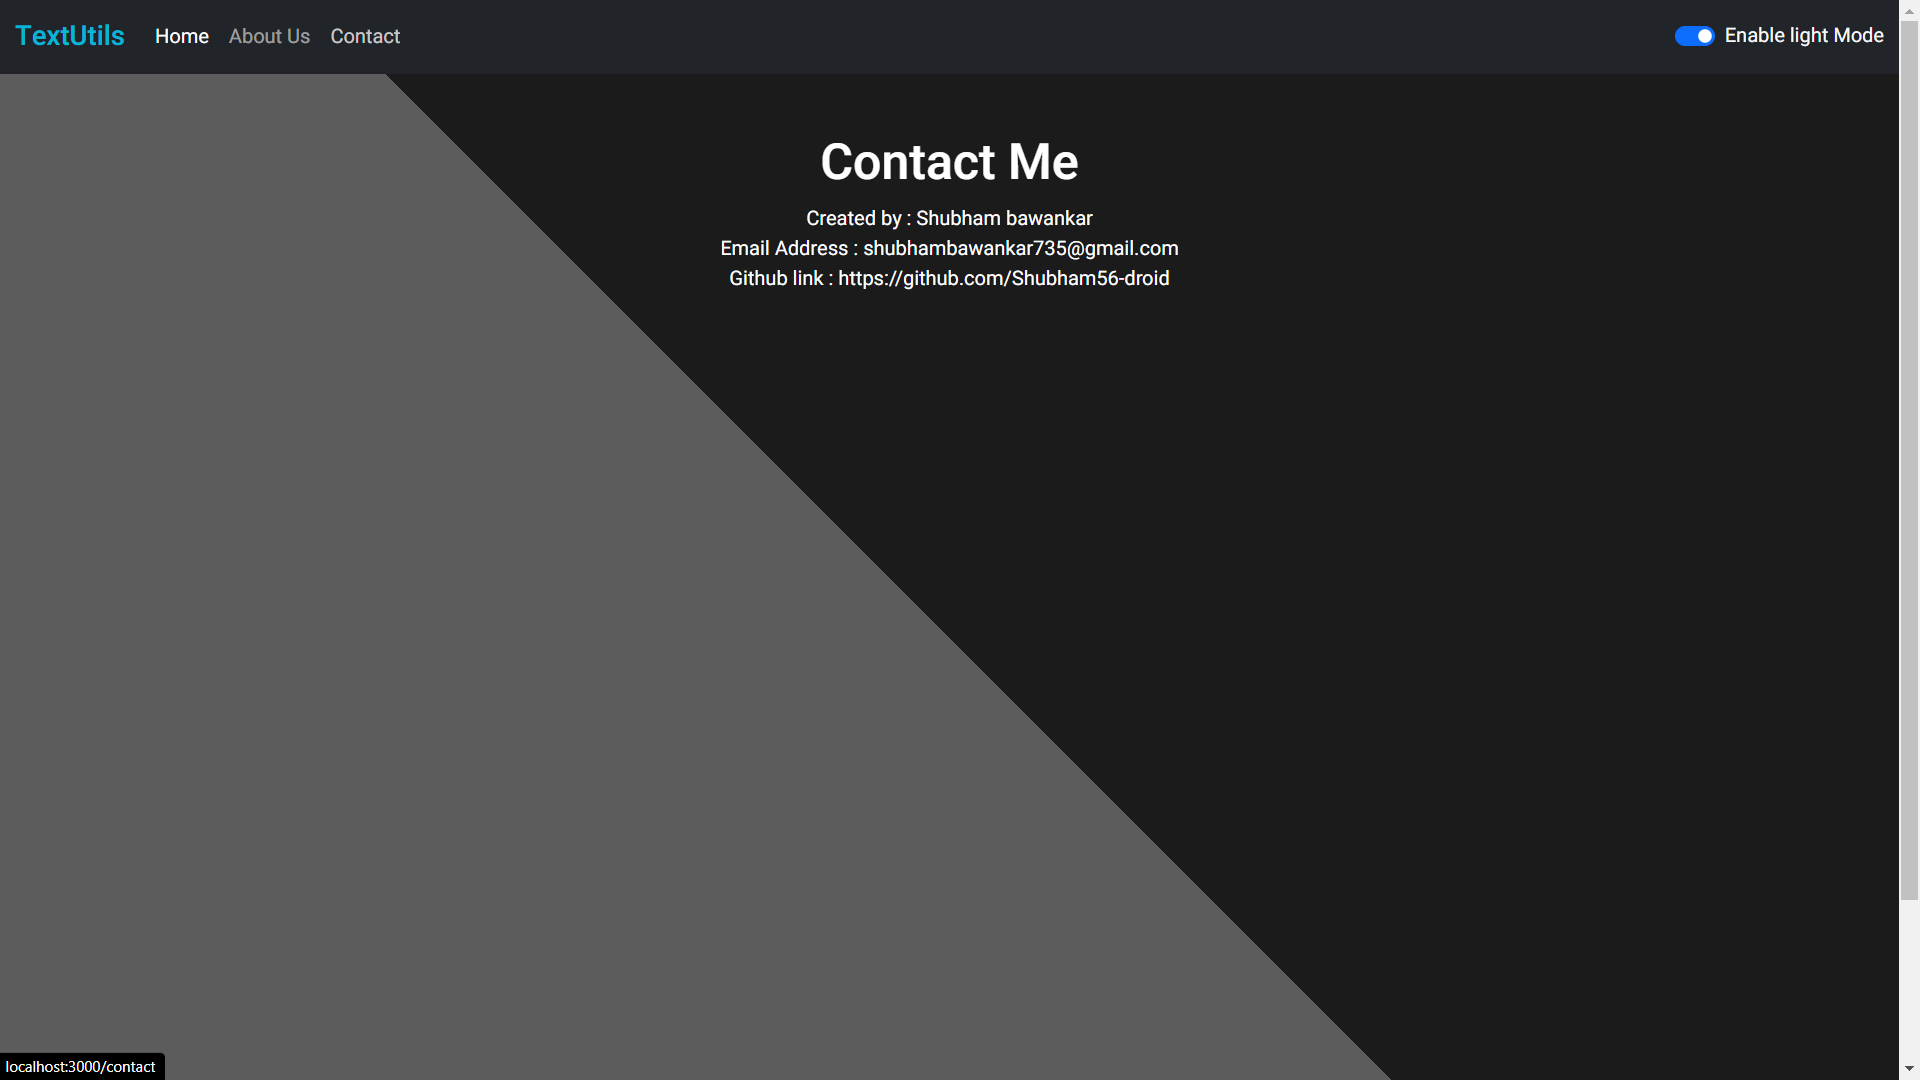 TextUtils Home About Us Contact Enable light Mode
Contact Me
Created by : Shubham bawankar
Email Address : shubhambawankar735@gmail.com
Github link : https://github.com/Shubham56-droid
localhost:3000/contact